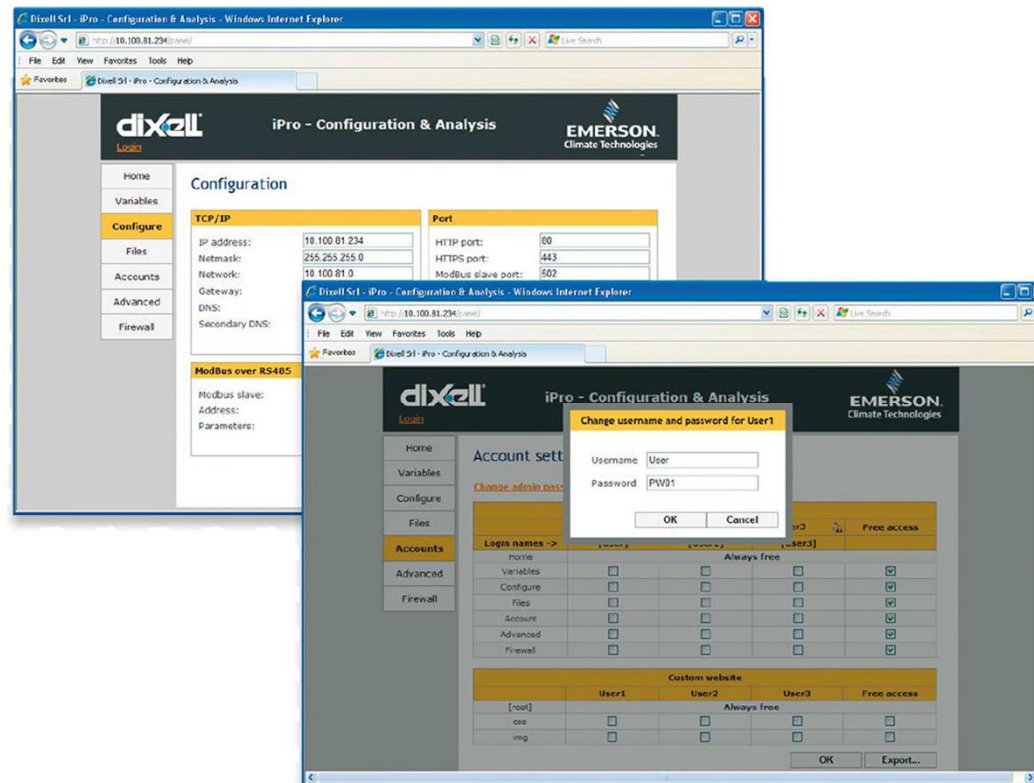 Dixell Srl - iPro - Configuration & Analysis - Windows Internet Explorer
http://10.100.81.234/panel/
Live Search
File Edit View Favorites Tools Help
Favorites Dixell Srl - iPro - Configuration & Analysis
dixell
iPro - Configuration & Analysis
EMERSON.
Climate Technologies
Login
Home
Variables
Configure
Files
Accounts
Advanced
Firewall
Configuration
TCP/IP
IP address: 10.100.81.234
Netmask: 255.255.255.0
Network: 10.100.81.0
Gateway:
DNS:
Secondary DNS:
Port
HTTP port: 80
HTTPS port: 443
ModBus slave port: 502
ModBus over RS485
Modbus slave:
Address:
Parameters:
Dixell Srl - iPro - Configuration & Analysis - Windows Internet Explorer
http://10.100.81.234/panel/
Live Search
File Edit View Favorites Tools Help
Favorites Dixell Srl - iPro - Configuration & Analysis
dixell
iPro - Configuration & Analysis
EMERSON.
Climate Technologies
Login
Home
Variables
Configure
Files
Accounts
Advanced
Firewall
Account sett
Change admin pass
Change username and password for User1
Username User
Password PW01
OK Cancel
er3 Free access
Login names -> [User] [User2] [User3]
Home Always free
Variables
Configure
Files
Account
Advanced
Firewall
Custom website
User1 User2 User3 Free access
[root] Always free
css
img
OK Export...